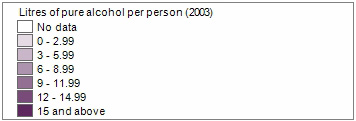 Litres of pure alcohol per person (2003)
No data
0 - 2.99
3 - 5.99
6 - 8.99
9 - 11.99
12 - 14.99
15 and above